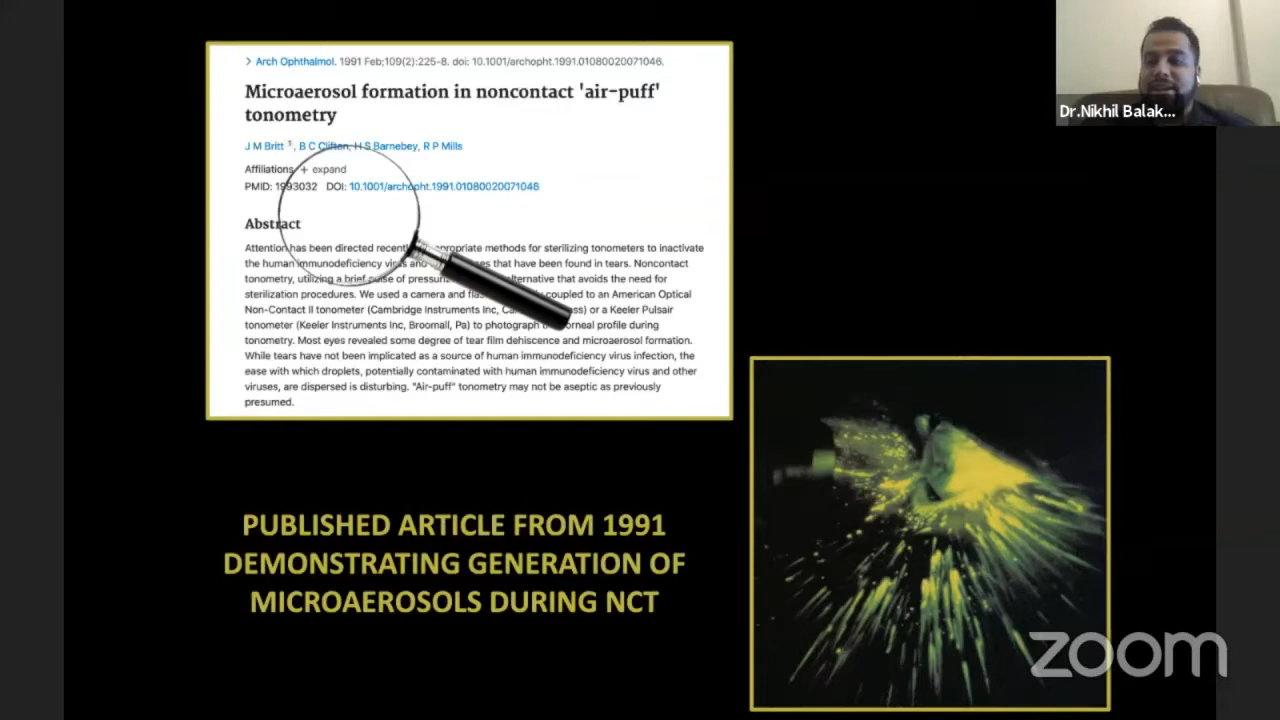 > Arch Ophthalmol. 1991 Feb;109(2):225-8. doi: 10.1001/archopht.1991.01080020071046.
Microaerosol formation in noncontact 'air-puff'
tonometry
J M Britt 1, B C Clifton, H S Barnebey, R P Mills
Affiliations + expand
PMID: 1993032 DOI: 10.1001/archopht.1991.01080020071046
Abstract
Attention has been directed recently propriate methods for sterilizing tonometers to inactivate
the human immunodeficiency virus and es that have been found in tears. Noncontact
tonometry, utilizing a brief pulse of alternative that avoids the need for
sterilization procedures. We used a camera and coupled to an American Optical
Non-Contact II tonometer (Cambridge Instruments Inc, ss) or a Keeler Pulsair
tonometer (Keeler Instruments Inc, Broomall, Pa) to photograph corneal profile during
tonometry. Most eyes revealed some degree of tear film dehiscence and microaerosol formation.
While tears have not been implicated as a source of human immunodeficiency virus infection, the
ease with which droplets, potentially contaminated with human immunodeficiency virus and other
viruses, are dispersed is disturbing. "Air-puff" tonometry may not be aseptic as previously
presumed.
PUBLISHED ARTICLE FROM 1991
DEMONSTRATING GENERATION OF
MICROAEROSOLS DURING NCT
Dr.Nikhil Balak...
zoom